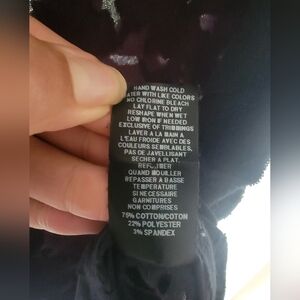 HAND WASH COLD
WATER WITH LIKE COLORS
NO CHLORINE BLEACH
LAY FLAT TO DRY
RESHAPE WHEN WET
LOW IRON IF NEEDED
EXCLUSIVE OF TRIMMINGS
LAVER A LA MAIN A
L'EAU FROIDE AVEC DES
COULEURS SEMBLABLES,
PAS DE JAVELLISANT
SECHER A PLAT,
QUAND MOUILLER
REPASSER A BASSE
TEMPERATURE
SI NECESSAIRE
GARNITURES
NON COMPRISES
75% COTTON/COTON
22% POLYESTER
3% SPANDEX